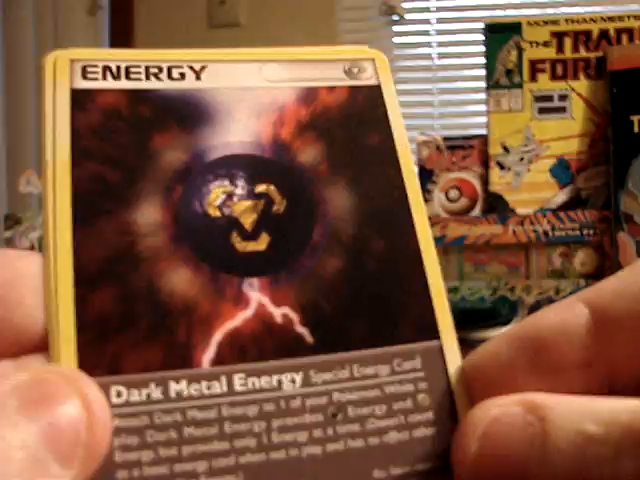 MORE THAN MEETS
THE TRAN
FOR
ENERGY
Dark Metal Energy Special Energy Card
Attach Dark Metal Energy to 1 of your Pokémon. While in
play, Dark Metal Energy provides Energy and
Energy, but provides only 1 Energy at a time. (Doesn't count
as a basic energy card when not in play and has no effect other